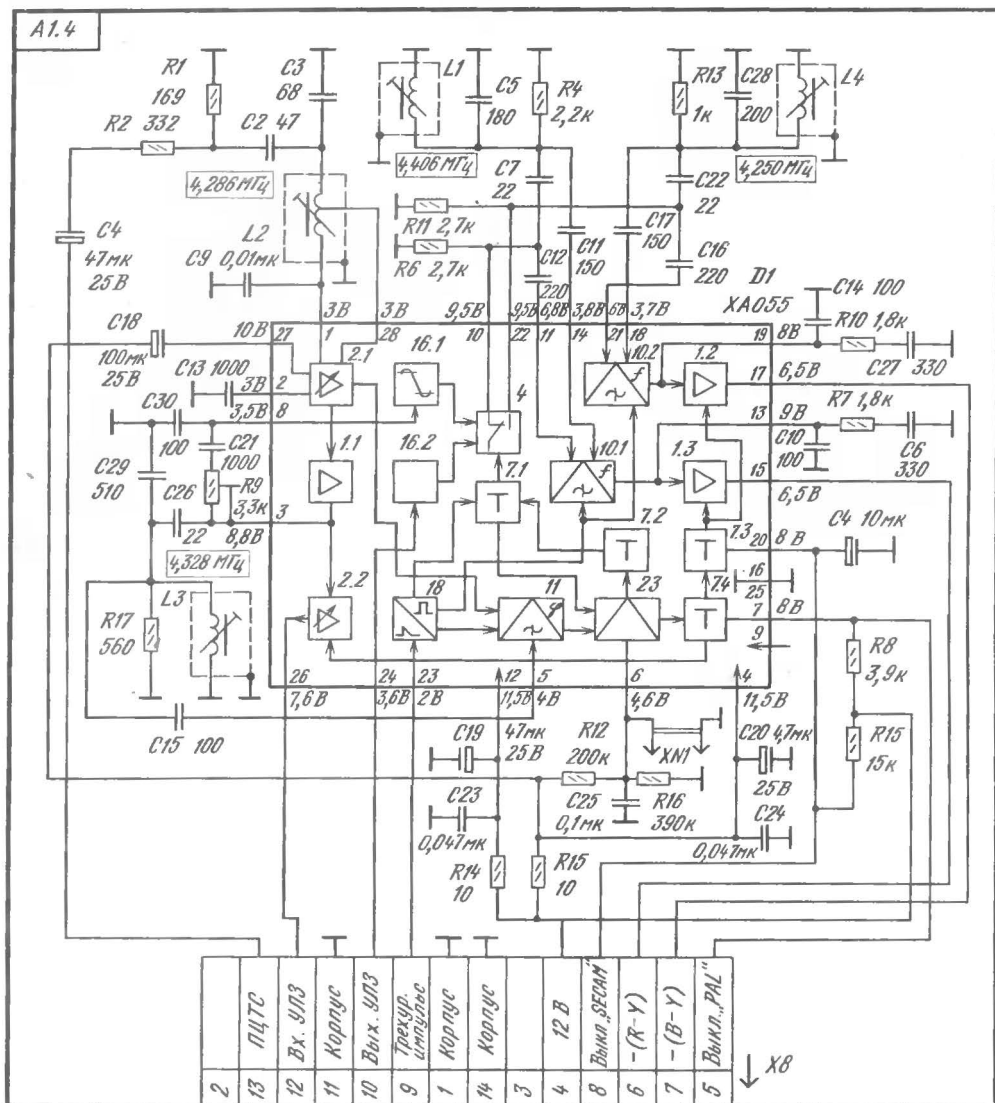 A1.4
R1
169
C3
68
L1
C5
180
R4
2,2к
R13
1к
C28
200
L4
R2 332
C2 47
4,286 МГц
4,406 МГц
4,250 МГц
C7
22
R11 2,7к
R6 2,7к
C22
22
C17
150
C11
150
C12
220
C16
220
C4
47мк
25В
L2
C9 0,01мк
D1
XA055
C14 100
C18
100мк
25В
10В
27
3В
1
3В
28
9,5В
10
9,5В
22
6,8В
11
3,8В
14
6В
21
3,7В
18
19
8В
R10 1,8к
C27 330
C13 1000
3В
2
2.1
16.1
4
10.2
f
1.2
17
6,5В
C30
100
3,5В
8
13
9В
R7 1,8к
C21
1000
1.1
16.2
7.1
T
10.1
f
1.3
15
6,5В
C10
100
C6
330
C29
510
C26
22
R9
3,3к
8,8В
3
7.2
T
7.3
T
20
8В
C4 10мк
4,328 МГц
L3
R17
560
2.2
18
11
φ
23
7.4
T
16
25
7
8В
9
R8
3,9к
26
7,6В
24
3,6В
23
2В
12
11,5В
5
4В
6
4,6В
4
11,5В
C15 100
C19
47мк
25В
R12
200к
XN1
C20 4,7мк
25В
R15
15к
C23
0,047мк
C25
0,1мк
R16
390к
C24
0,047мк
R14
10
R15
10
2
13 ПЦТС
12 Вх. УЛЗ
11 Корпус
10 Вых. УЛЗ
9 Трехур.
импульс
1 Корпус
14 Корпус
3
4 12 В
8 Выкл „SECAM"
6 -(R-Y)
7 -(B-Y)
5 Выкл. „PAL"
X8